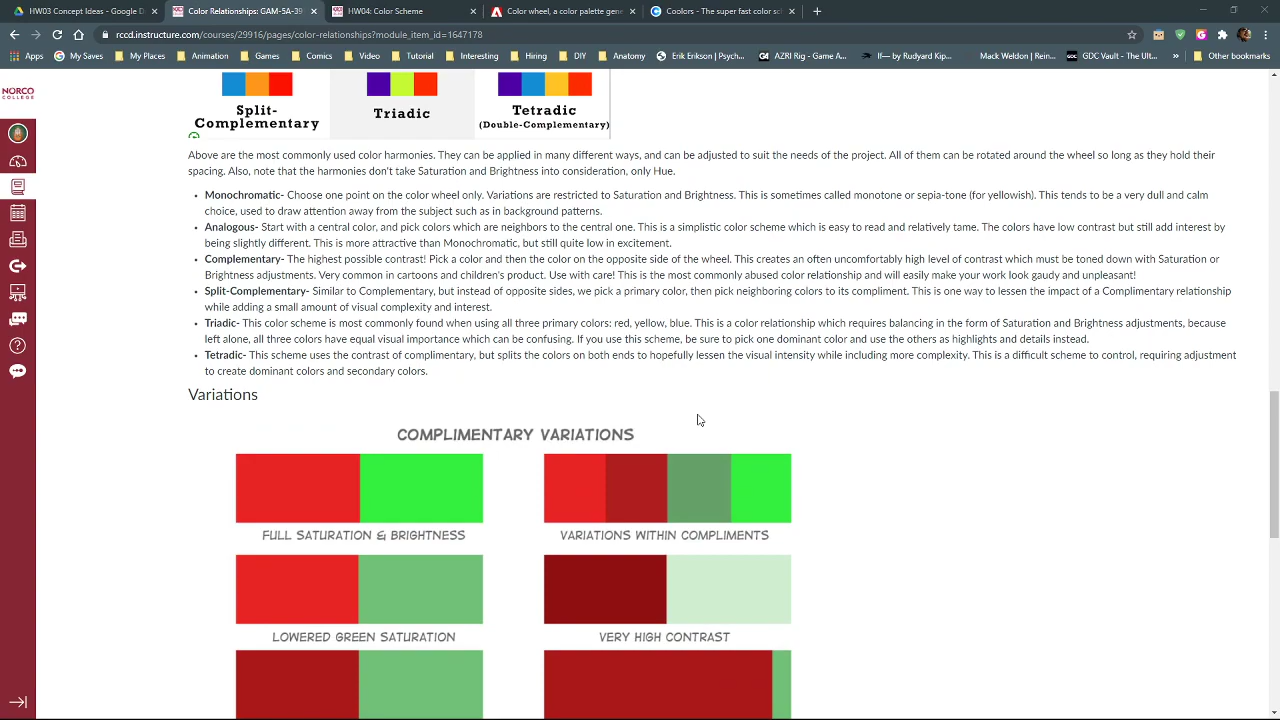 HW03 Concept Ideas - Google D
Color Relationships: GAM-5A-39
HW04: Color Scheme
Color wheel, a color palette gene
Coolors - The super fast color s
rccd.instructure.com/courses/29916/pages/color-relationships?module_item_id=1647178
Apps
My Saves
My Places
Video
Tutorial
Interesting
Games
Comics
Hiring
DIY
Anatomy
Erik Erikson | Psych...
AZRI Rig - Game A...
If— by Rudyard Kip...
Mack Weldon | Rein...
GDC Vault - The Ult...
»
Other bookmarks
NORCO
COLLEGE
Split-
Complementary
Triadic
Tetradic
(Double-Complementary)
Above are the most commonly used color harmonies. They can be applied in many different ways, and can be adjusted to suit the needs of the project. All of them can be rotated around the wheel so long as they hold their
spacing. Also, note that the harmonies don't take Saturation and Brightness into consideration, only Hue.
• Monochromatic- Choose one point on the color wheel only. Variations are restricted to Saturation and Brightness. This is sometimes called monotone or sepia-tone (for yellowish). This tends to be a very dull and calm
choice, used to draw attention away from the subject such as in background patterns.
• Analogous- Start with a central color, and pick colors which are neighbors to the central one. This is a simplistic color scheme which is easy to read and relatively tame. The colors have low contrast but still add interest by
being slightly different. This is more attractive than Monochromatic, but still quite low in excitement.
• Complementary- The highest possible contrast! Pick a color and then the color on the opposite side of the wheel. This creates an often uncomfortably high level of contrast which must be toned down with Saturation or
Brightness adjustments. Very common in cartoons and children's product. Use with care! This is the most commonly abused color relationship and will easily make your work look gaudy and unpleasant!
• Split-Complementary- Similar to Complementary, but instead of opposite sides, we pick a primary color, then pick neighboring colors to its compliment. This is one way to lessen the impact of a Complimentary relationship
while adding a small amount of visual complexity and interest.
• Triadic- This color scheme is most commonly found when using all three primary colors: red, yellow, blue. This is a color relationship which requires balancing in the form of Saturation and Brightness adjustments, because
left alone, all three colors have equal visual importance which can be confusing. If you use this scheme, be sure to pick one dominant color and use the others as highlights and details instead.
• Tetradic- This scheme uses the contrast of complimentary, but splits the colors on both ends to hopefully lessen the visual intensity while including more complexity. This is a difficult scheme to control, requiring adjustment
to create dominant colors and secondary colors.
Variations
COMPLIMENTARY VARIATIONS
FULL SATURATION & BRIGHTNESS
VARIATIONS WITHIN COMPLIMENTS
LOWERED GREEN SATURATION
VERY HIGH CONTRAST